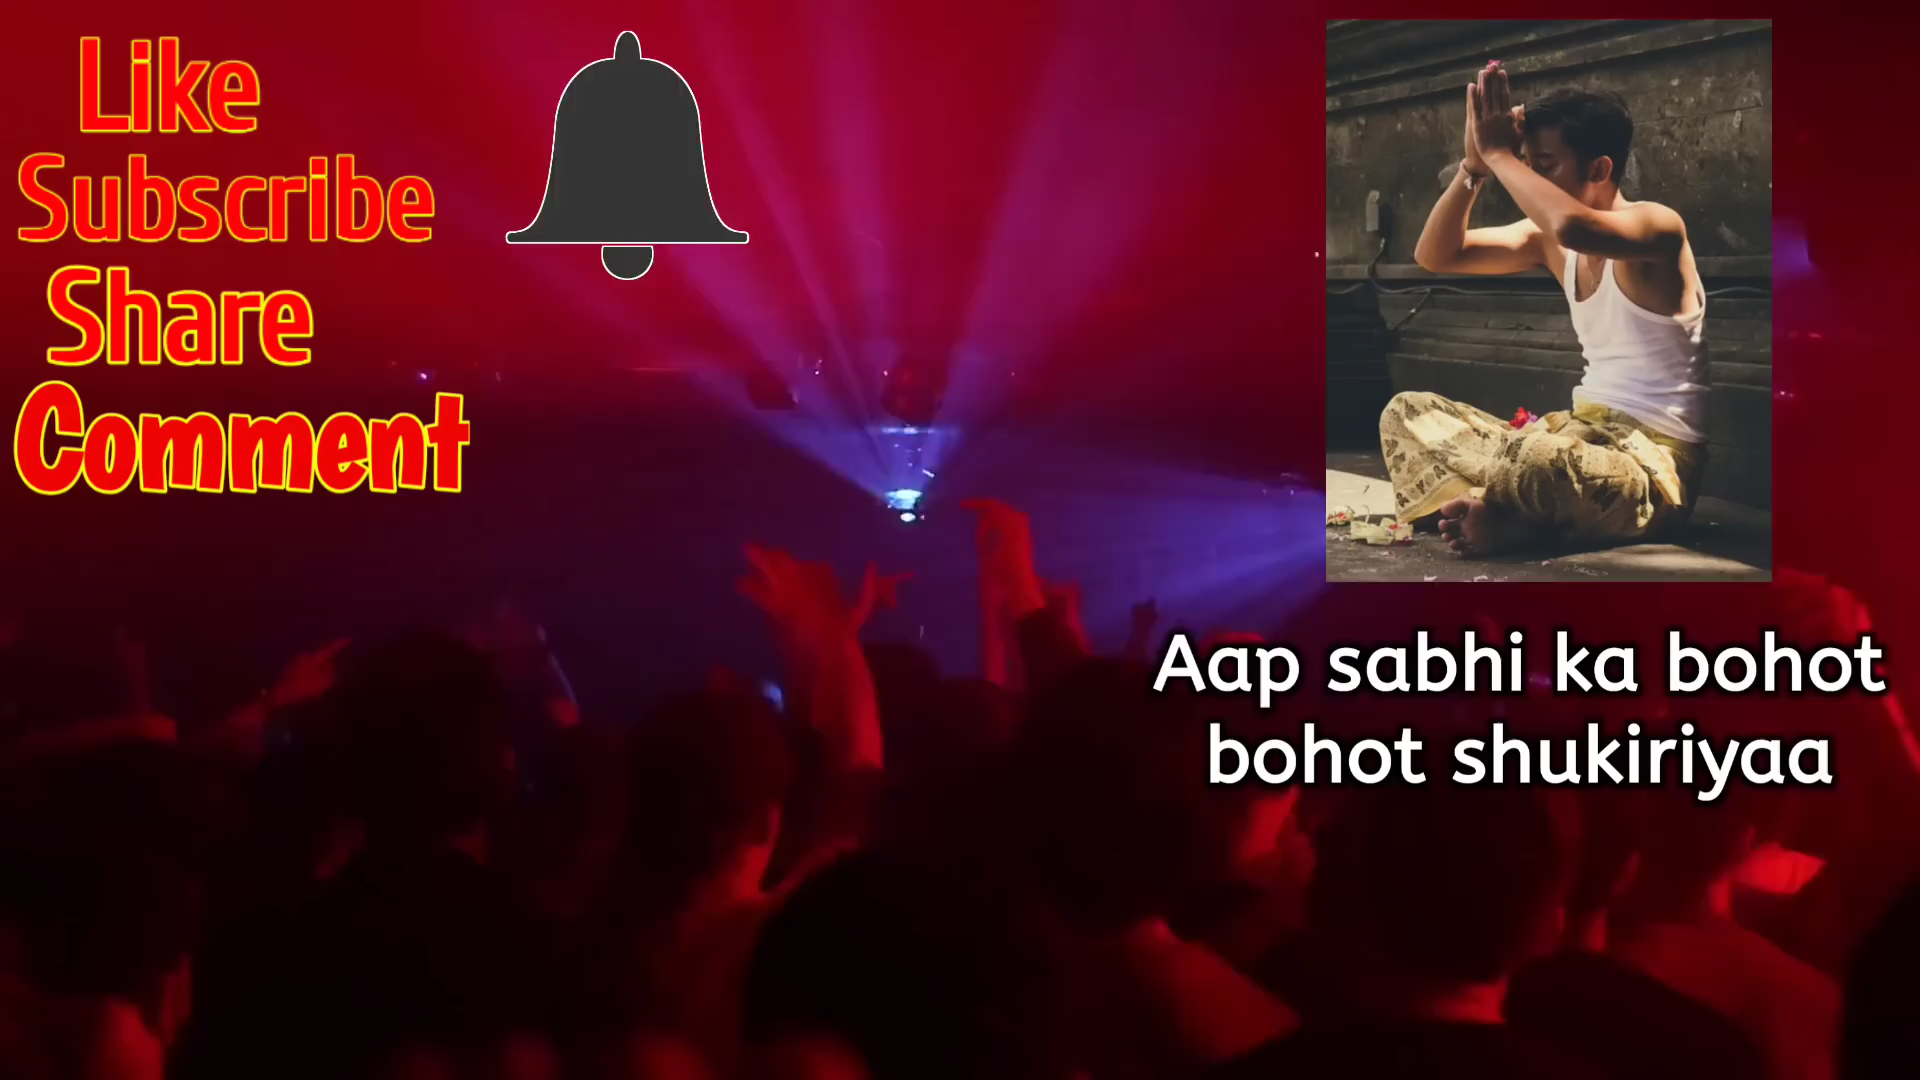 Like
Subscribe
Share
Comment
Aap sabhi ka bohot
bohot shukiriyaa